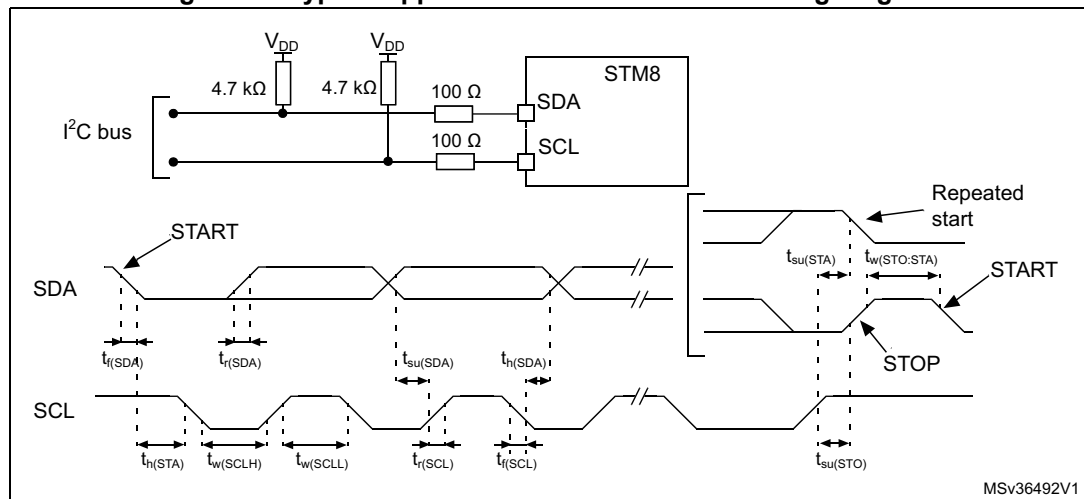 V_DD V_DD
STM8
4.7 kΩ 4.7 kΩ
100 Ω
SDA
I²C bus
100 Ω
SCL
Repeated
start
START
t_su(STA) t_w(STO:STA)
START
SDA
t_f(SDA) t_r(SDA) t_su(SDA) t_h(SDA)
STOP
SCL
t_h(STA) t_w(SCLH) t_w(SCLL) t_r(SCL) t_f(SCL) t_su(STO)
MSv36492V1